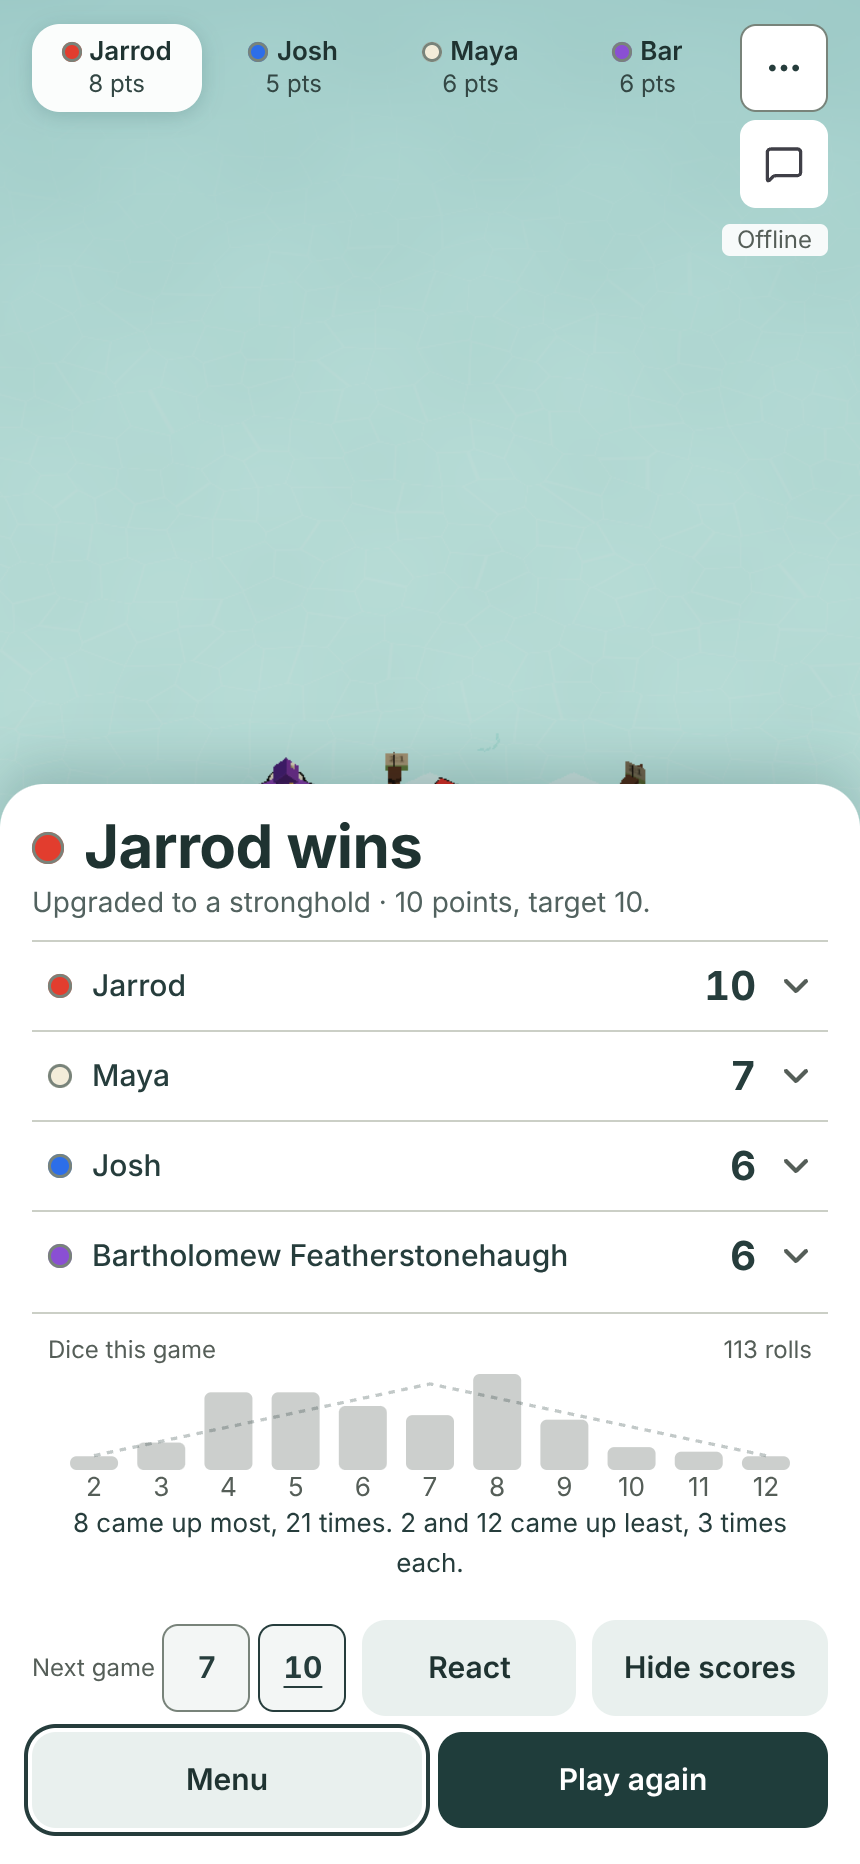 Jarrod
8 pts
Josh
5 pts
Maya
6 pts
Bar
6 pts
Offline
Jarrod wins
Upgraded to a stronghold · 10 points, target 10.
Jarrod 10
Maya 7
Josh 6
Bartholomew Featherstonehaugh 6
Dice this game 113 rolls
2 3 4 5 6 7 8 9 10 11 12
8 came up most, 21 times. 2 and 12 came up least, 3 times
each.
Next game 7 10 React Hide scores
Menu Play again